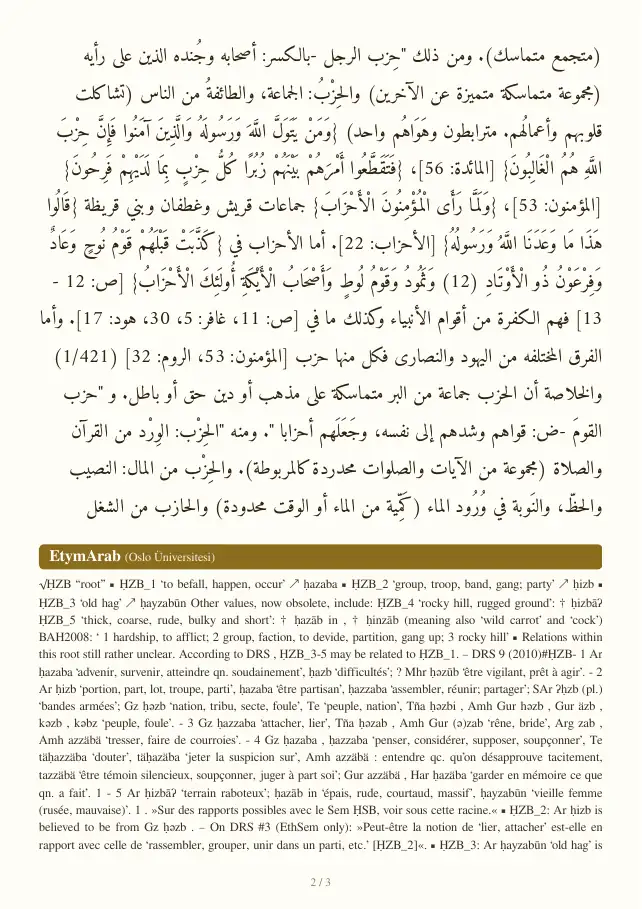 (متجمع متماسك). ومن ذلك "حِزب الرجل -بالكسر: أصحابه وجُنده الذين على رأيه
(مجموعة متماسكة متميزة عن الآخرين) والحِزْبُ: الجماعة، والطائفةُ من الناس (تشاكلت
قلوبهم وأعمالُهم. مترابطون وهَوَاهُم واحد) {وَمَنْ يَتَوَلَّ اللَّهَ وَرَسُولَهُ وَالَّذِينَ آمَنُوا فَإِنَّ حِزْبَ
اللَّهِ هُمُ الْغَالِبُونَ} [المائدة: 56]، {فَتَقَطَّعُوا أَمْرَهُمْ بَيْنَهُمْ زُبُرًا كُلُّ حِزْبٍ بِمَا لَدَيْهِمْ فَرِحُونَ}
[المؤمنون: 53]، {وَلَمَّا رَأَى الْمُؤْمِنُونَ الْأَحْزَابَ} جماعات قريش وغطفان وبني قريظة {قَالُوا
هَذَا مَا وَعَدَنَا اللَّهُ وَرَسُولُهُ} [الأحزاب: 22]. أما الأحزاب في {كَذَّبَتْ قَبْلَهُمْ قَوْمُ نُوحٍ وَعَادٌ
وَفِرْعَوْنُ ذُو الْأَوْتَادِ (12) وَثَمُودُ وَقَوْمُ لُوطٍ وَأَصْحَابُ الْأَيْكَةِ أُولَئِكَ الْأَحْزَابُ} [ص: 12 -
13] فهم الكفرة من أقوام الأنبياء وكذلك ما في [ص: 11، غافر: 5، 30، هود: 17]. وأما
الفرق المختلفه من اليهود والنصارى فكل منها حزب [المؤمنون: 53، الروم: 32] (1/421)
والخلاصة أن الحزب جماعة من البر متماسكة على مذهب أو دين حق أو باطل. و "حزب
القومَ -ض: قواهم وشدهم إلى نفسه، وجَعَلَهم أحزابا ". ومنه "الحِزْب: الوِرْد من القرآن
والصلاة (مجموعة من الآيات والصلوات محدردة كالمربوطة). والحِزْب من المال: النصيب
والحظّ، والنَوبة في وُرُود الماء (كَمِّية من الماء أو الوقت محدودة) والحازب من الشغل
EtymArab (Oslo Üniversitesi)
√ḤZB “root” ▪ ḤZB_1 ‘to befall, happen, occur’ ↗ ḥazaba ▪ ḤZB_2 ‘group, troop, band, gang; party’ ↗ ḥizb ▪
ḤZB_3 ‘old hag’ ↗ ḥayzabūn Other values, now obsolete, include: ḤZB_4 ‘rocky hill, rugged ground’: † ḥizbāʔ
ḤZB_5 ‘thick, coarse, rude, bulky and short’: † ḥazāb in , † ḥinzāb (meaning also ‘wild carrot’ and ‘cock’)
BAH2008: ‘ 1 hardship, to afflict; 2 group, faction, to divide, partition, gang up; 3 rocky hill’ ▪ Relations within
this root still rather unclear. According to DRS , ḤZB_3-5 may be related to ḤZB_1. – DRS 9 (2010)#ḤZB- 1 Ar
ḥazaba ‘advenir, survenir, atteindre qn. soudainement’, ḥazb ‘difficultés’; ? Mhr ḥəzūb ‘être vigilant, prêt à agir’. - 2
Ar ḥizb ‘portion, part, lot, troupe, parti’, ḥazaba ‘être partisan’, ḥazzaba ‘assembler, réunir; partager’; SAr ʔḥzb (pl.)
‘bandes armées’; Gz ḥəzb ‘nation, tribu, secte, foule’, Te ‘peuple, nation’, Tña ḥəzbi , Amh Gur həzb , Gur äzb ,
kəzb , kəbz ‘peuple, foule’. - 3 Gz ḥazzaba ‘attacher, lier’, Tña ḥəzab , Amh Gur (ə)zab ‘rêne, bride’, Arg zab ,
Amh azzäbä ‘tresser, faire de courroies’. - 4 Gz ḥazaba , ḥazzaba ‘penser, considérer, supposer, soupçonner’, Te
täḥazzäba ‘douter’, täḥazäba ‘jeter la suspicion sur’, Amh azzäbä : entendre qc. qu’on désapprouve tacitement,
tazzäbä ‘être témoin silencieux, soupçonner, juger à part soi’; Gur azzäbä , Har ḥazäba ‘garden en mémoire ce que
qn. a fait’. 1 - 5 Ar ḥizbāʔ ‘terrain raboteux’; ḥazāb in ‘épais, rude, courtaud, massif’, ḥayzabūn ‘vieille femme
(rusée, mauvaise)’. 1 . »Sur des rapports possibles avec le Sem ḤSB, voir sous cette racine.« ▪ ḤZB_2: Ar ḥizb is
believed to be from Gz ḥəzb . – On DRS #3 (EthSem only): »Peut-être la notion de ‘lier, attacher’ est-elle en
rapport avec celle de ‘rassembler, grouper, unir dans un parti, etc.’ [ḤZB_2]«. ▪ ḤZB_3: Ar ḥayzabūn ‘old hag’ is
2 / 3